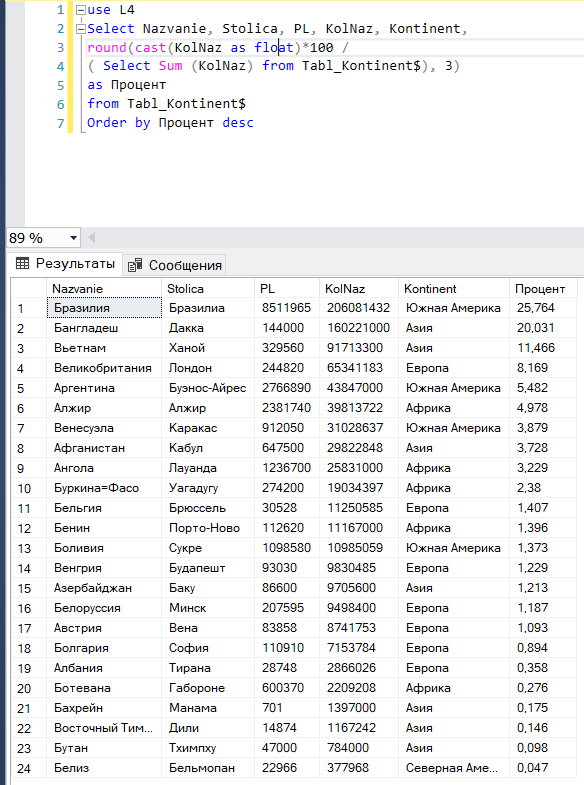 1 use L4
2 Select Nazvanie, Stolica, PL, KolNaz, Kontinent,
3 round(cast(KolNaz as float)*100 /
4 ( Select Sum (KolNaz) from Tabl_Kontinent$), 3)
5 as Процент
6 from Tabl_Kontinent$
7 Order by Процент desc
89 %
Результаты Сообщения
Nazvanie Stolica PL KolNaz Kontinent Процент
1 Бразилия Бразилиа 8511965 206081432 Южная Америка 25,764
2 Бангладеш Дакка 144000 160221000 Азия 20,031
3 Вьетнам Ханой 329560 91713300 Азия 11,466
4 Великобритания Лондон 244820 65341183 Европа 8,169
5 Аргентина Буэнос-Айрес 2766890 43847000 Южная Америка 5,482
6 Алжир Алжир 2381740 39813722 Африка 4,978
7 Венесуэла Каракас 912050 31028637 Южная Америка 3,879
8 Афганистан Кабул 647500 29822848 Азия 3,728
9 Ангола Лауанда 1236700 25831000 Африка 3,229
10 Буркина=Фасо Уагадугу 274200 19034397 Африка 2,38
11 Бельгия Брюссель 30528 11250585 Европа 1,407
12 Бенин Порто-Ново 112620 11167000 Африка 1,396
13 Боливия Сукре 1098580 10985059 Южная Америка 1,373
14 Венгрия Будапешт 93030 9830485 Европа 1,229
15 Азербайджан Баку 86600 9705600 Азия 1,213
16 Белоруссия Минск 207595 9498400 Европа 1,187
17 Австрия Вена 83858 8741753 Европа 1,093
18 Болгария София 110910 7153784 Европа 0,894
19 Албания Тирана 28748 2866026 Европа 0,358
20 Ботевана Габороне 600370 2209208 Африка 0,276
21 Бахрейн Манама 701 1397000 Азия 0,175
22 Восточный Тим... Дили 14874 1167242 Азия 0,146
23 Бутан Тхимпху 47000 784000 Азия 0,098
24 Белиз Бельмопан 22966 377968 Северная Аме... 0,047